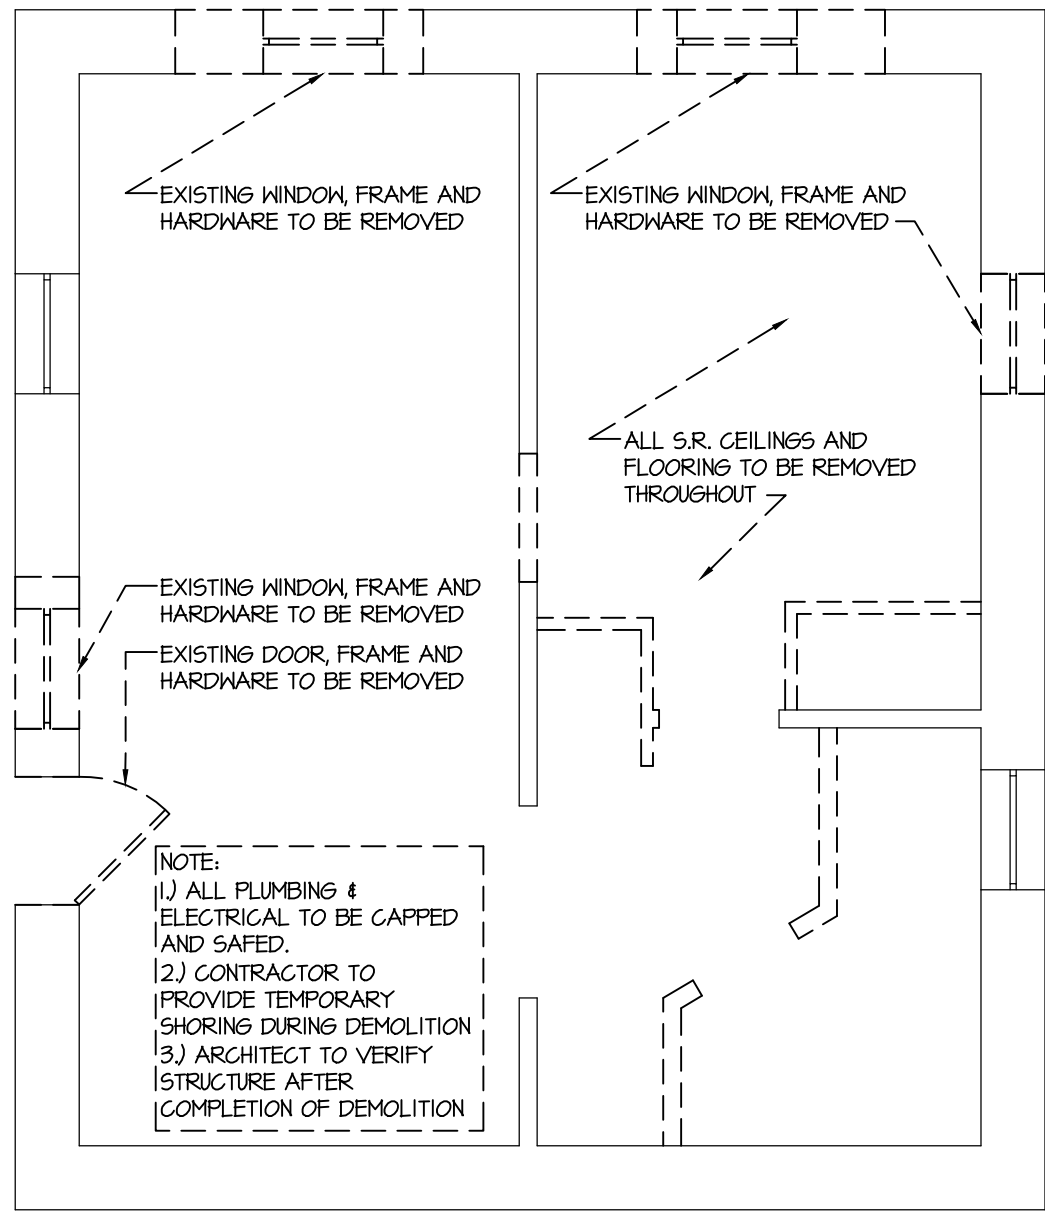 EXISTING WINDOW, FRAME AND
HARDWARE TO BE REMOVED
EXISTING WINDOW, FRAME AND
HARDWARE TO BE REMOVED
ALL S.R. CEILINGS AND
FLOORING TO BE REMOVED
THROUGHOUT
EXISTING WINDOW, FRAME AND
HARDWARE TO BE REMOVED
EXISTING DOOR, FRAME AND
HARDWARE TO BE REMOVED
NOTE:
1.) ALL PLUMBING &
ELECTRICAL TO BE CAPPED
AND SAFED.
2.) CONTRACTOR TO
PROVIDE TEMPORARY
SHORING DURING DEMOLITION
3.) ARCHITECT TO VERIFY
STRUCTURE AFTER
COMPLETION OF DEMOLITION